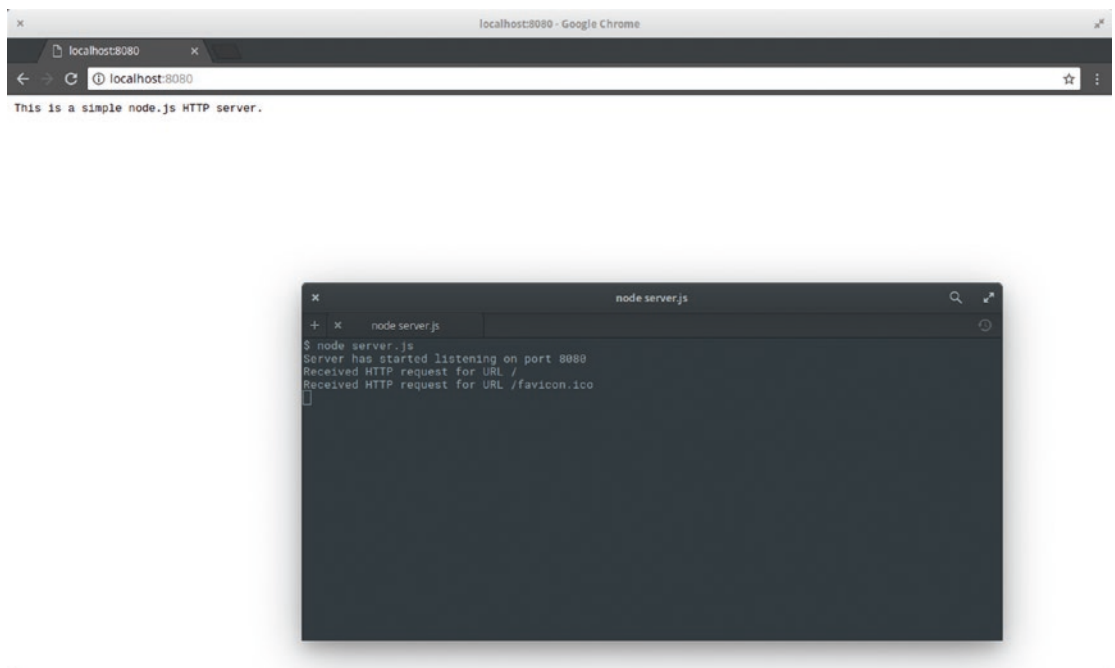 localhost:8080 - Google Chrome
localhost:8080
localhost:8080
This is a simple node.js HTTP server.
node server.js
node server.js
$ node server.js
Server has started listening on port 8080
Received HTTP request for URL /
Received HTTP request for URL /favicon.ico